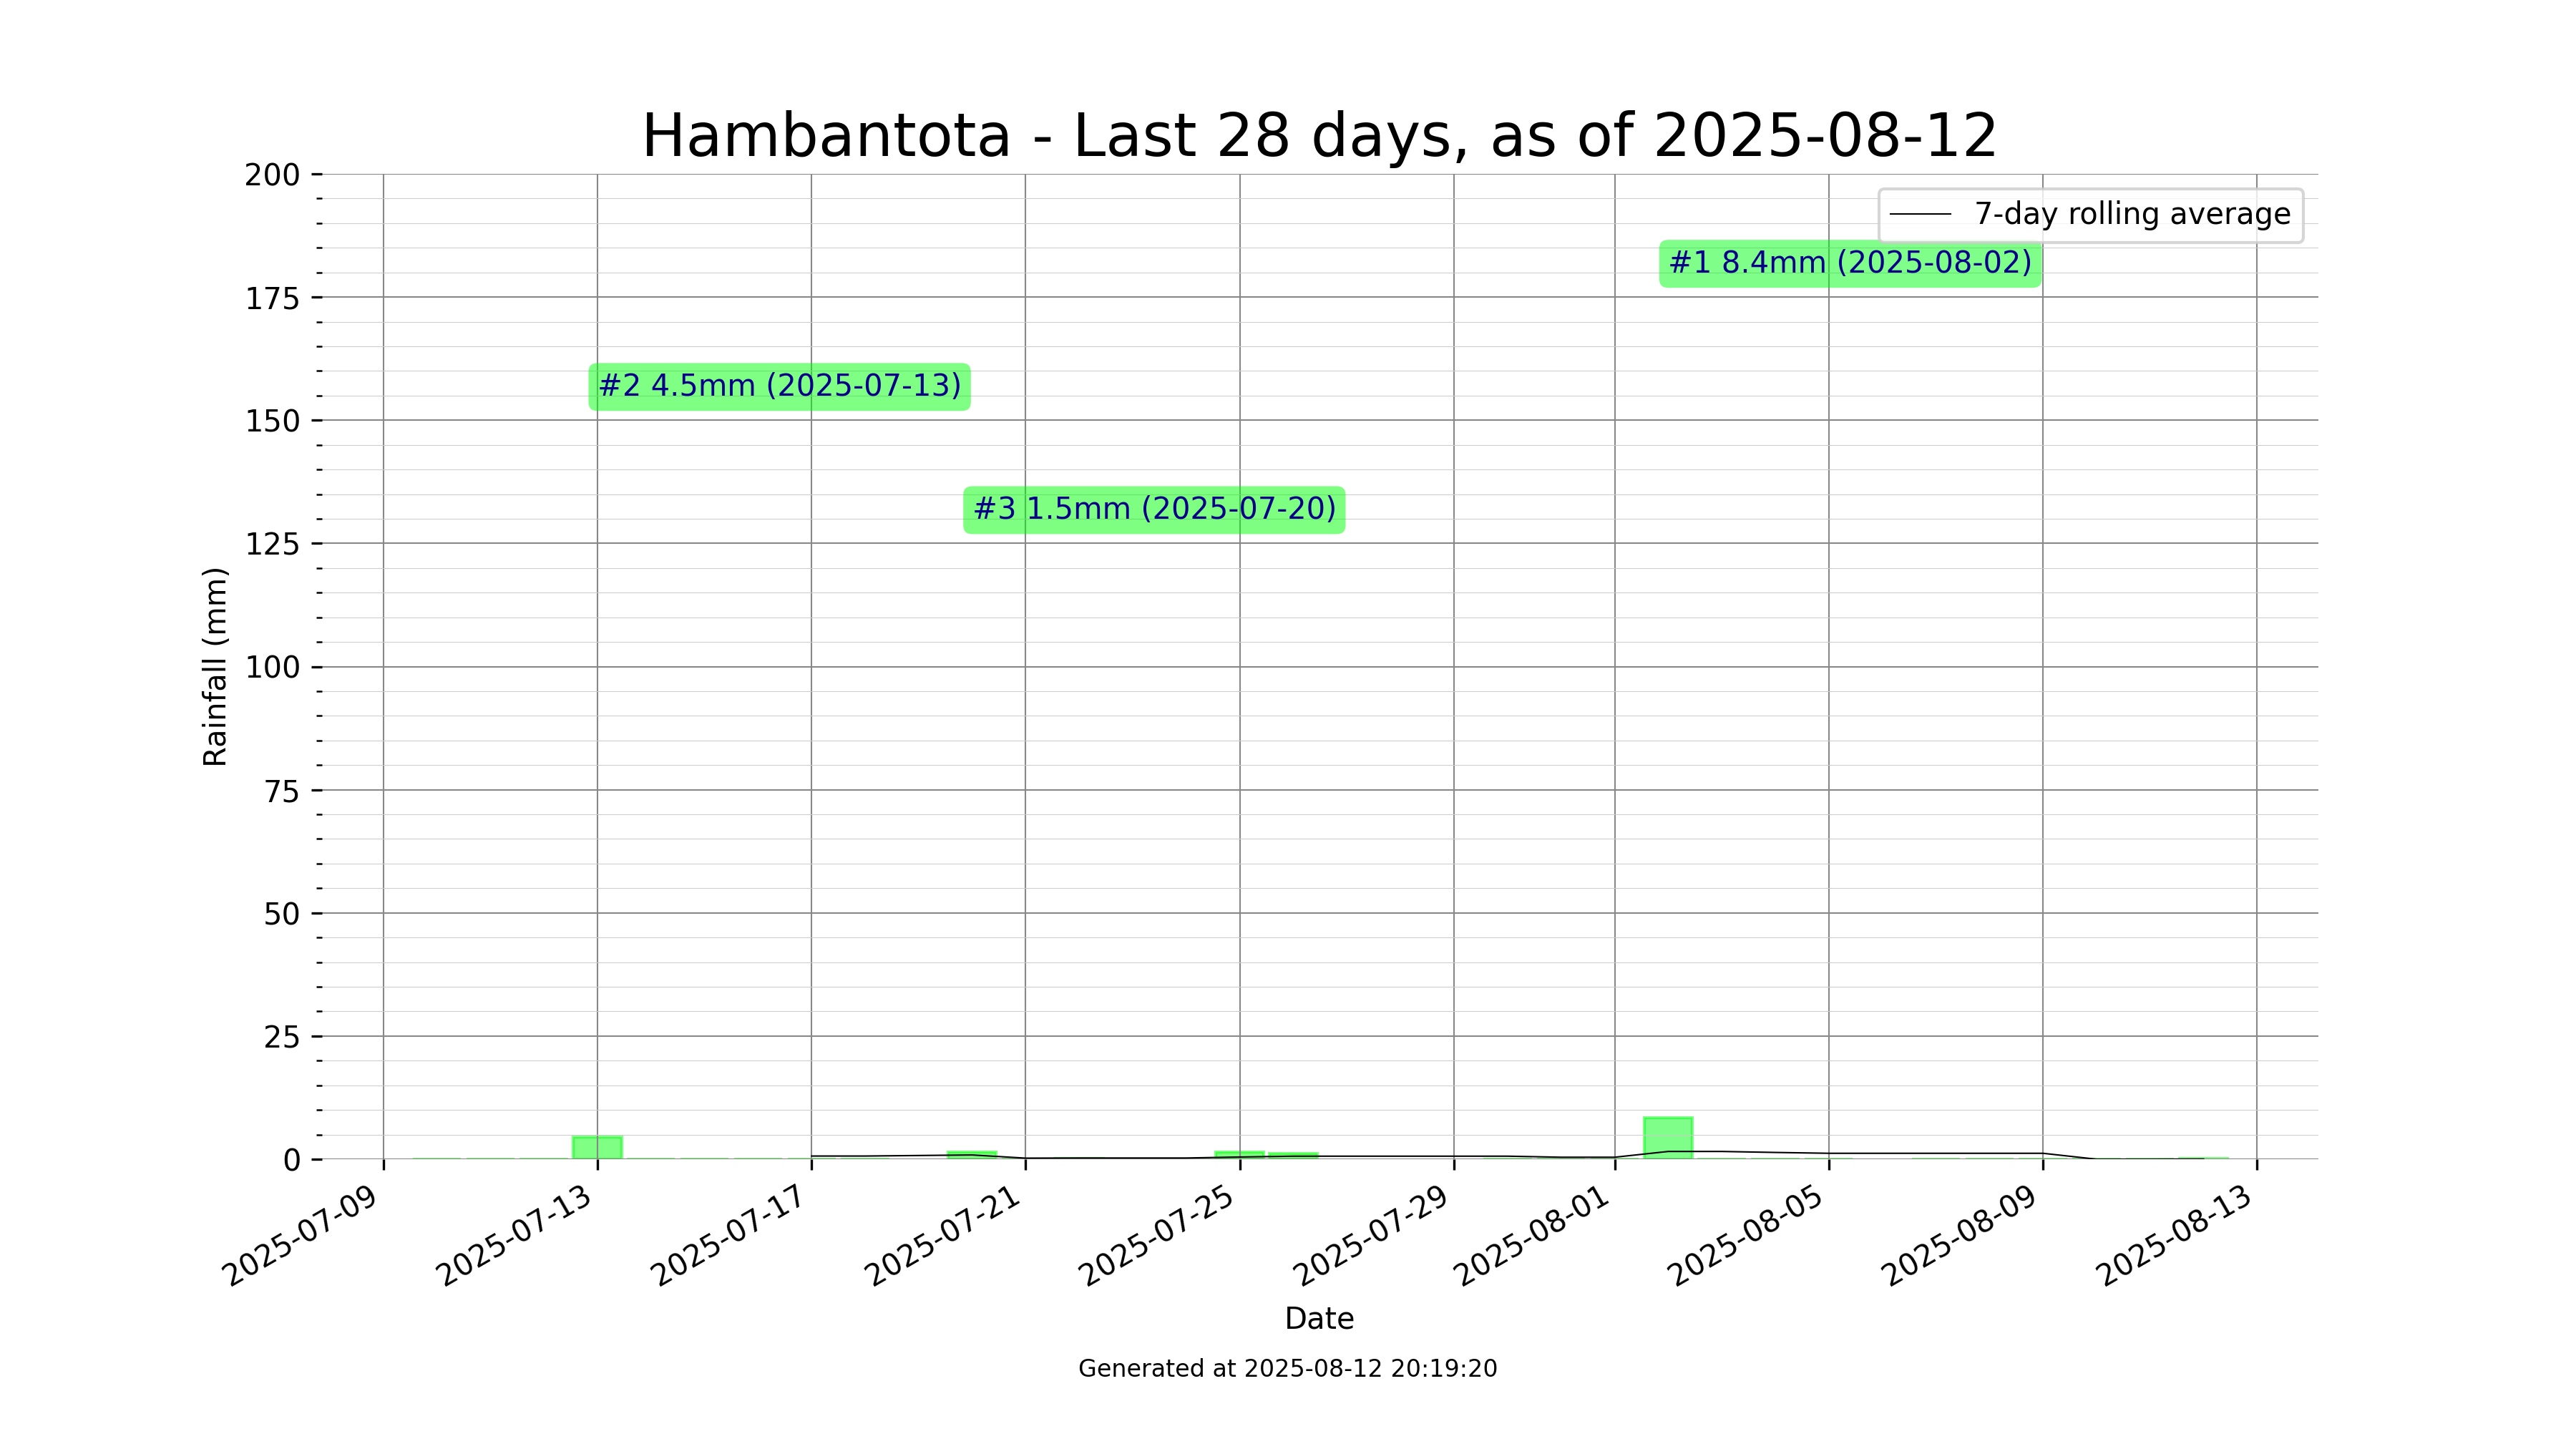 Hambantota - Last 28 days, as of 2025-08-12
200
175
150
125
100
75
50
25
0
Rainfall (mm)
7-day rolling average
#1 8.4mm (2025-08-02)
#2 4.5mm (2025-07-13)
#3 1.5mm (2025-07-20)
2025-07-09
2025-07-13
2025-07-17
2025-07-21
2025-07-25
2025-07-29
2025-08-01
2025-08-05
2025-08-09
2025-08-13
Date
Generated at 2025-08-12 20:19:20